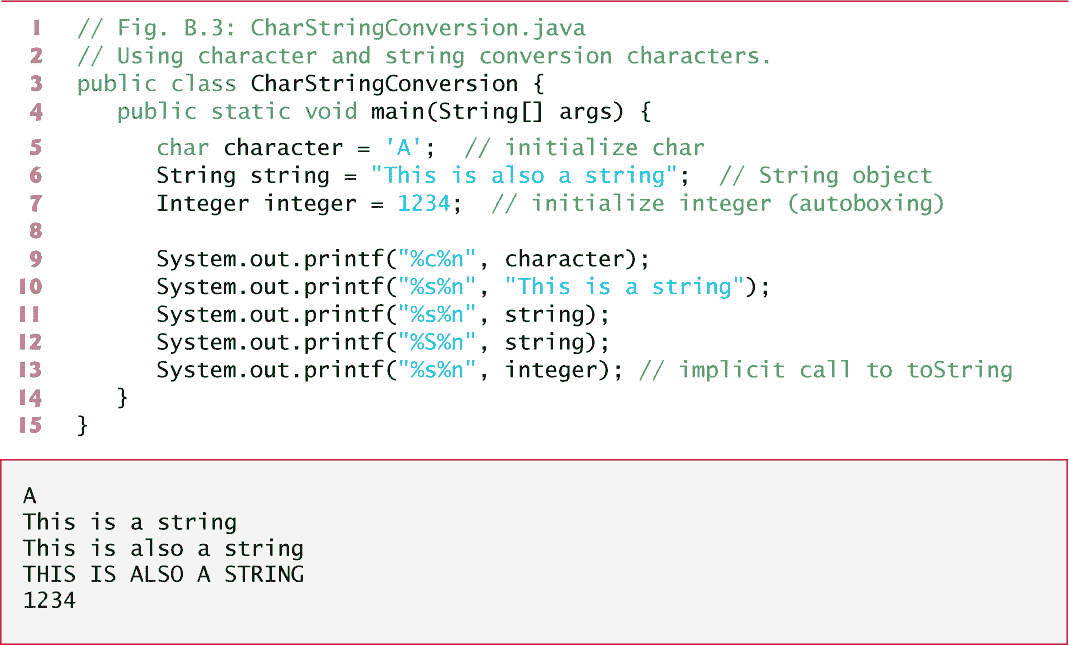 1 // Fig. B.3: CharStringConversion.java
2 // Using character and string conversion characters.
3 public class CharStringConversion {
4    public static void main(String[] args) {
5       char character = 'A';  // initialize char
6       String string = "This is also a string";  // String object
7       Integer integer = 1234;  // initialize integer (autoboxing)
8
9       System.out.printf("%c%n", character);
10       System.out.printf("%s%n", "This is a string");
11       System.out.printf("%s%n", string);
12       System.out.printf("%S%n", string);
13       System.out.printf("%s%n", integer); // implicit call to toString
14    }
15 }
A
This is a string
This is also a string
THIS IS ALSO A STRING
1234